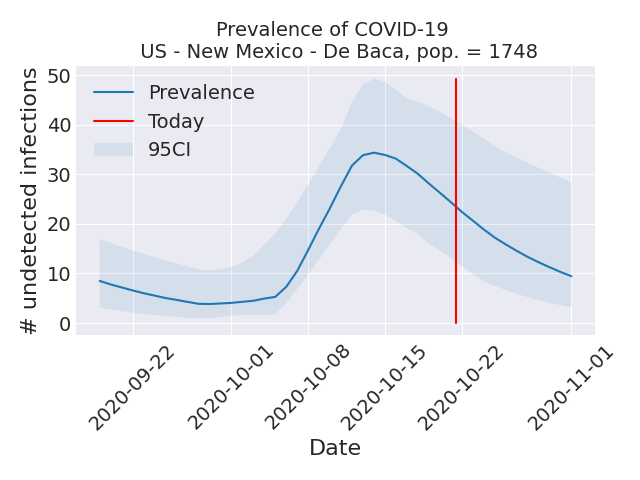 Prevalence of COVID-19
US - New Mexico - De Baca, pop. = 1748
# undetected infections
50
40
30
20
10
0
Prevalence
Today
95CI
2020-09-22
2020-10-01
2020-10-08
2020-10-15
2020-10-22
2020-11-01
Date